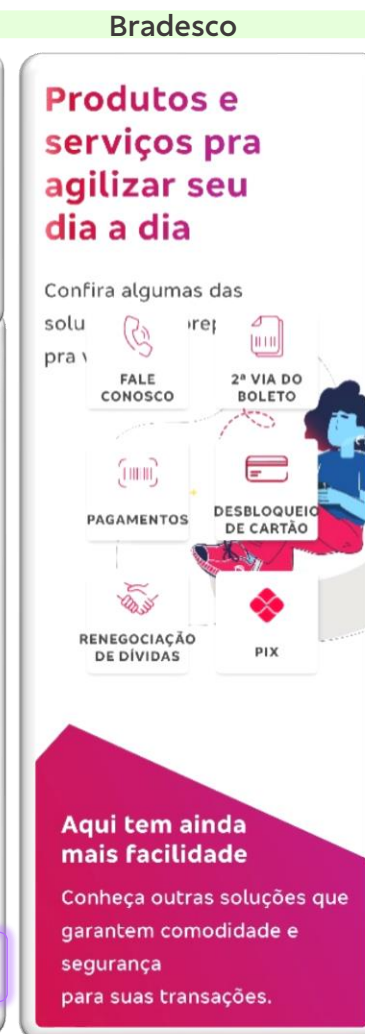 Bradesco
Produtos e
serviços pra
agilizar seu
dia a dia
Confira algumas das
FALE
CONOSCO
2ª VIA DO
BOLETO
PAGAMENTOS
DESBLOQUEIO
DE CARTÃO
RENEGOCIAÇÃO
DE DÍVIDAS
PIX
Aqui tem ainda
mais facilidade
Conheça outras soluções que
garantem comodidade e
segurança
para suas transações.